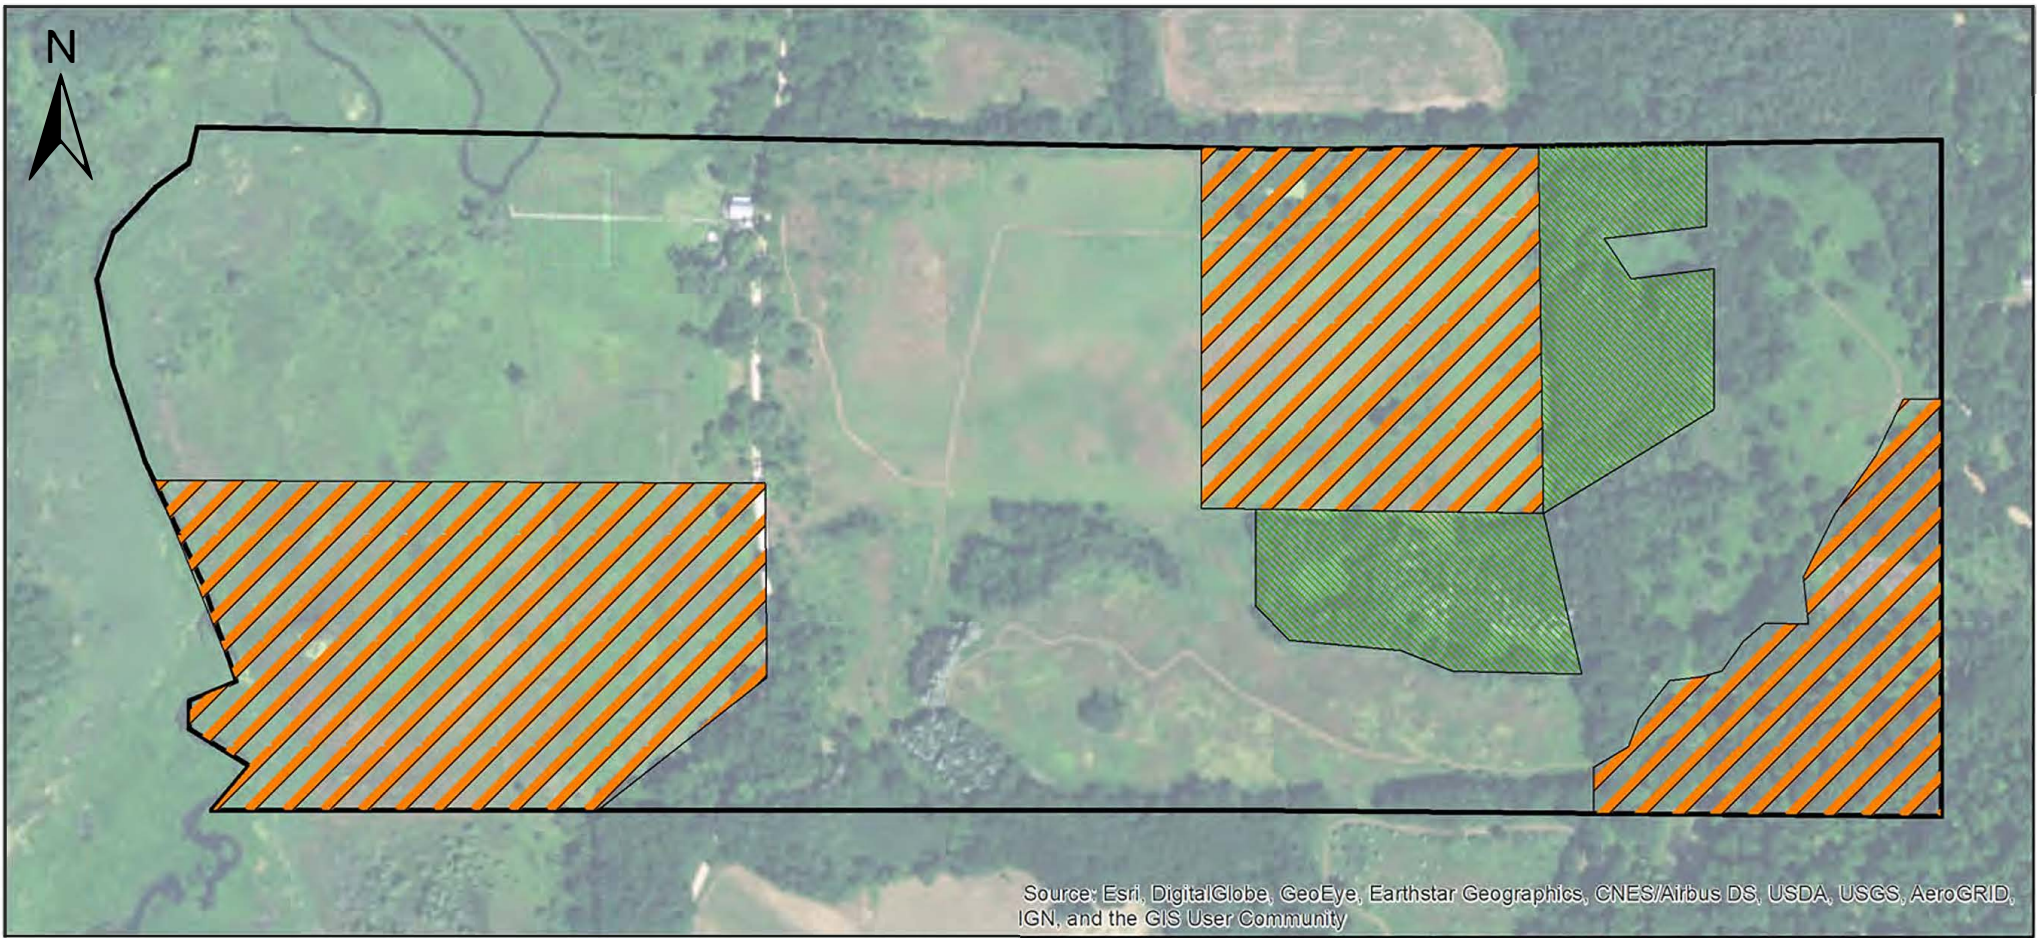 N
Source: Esri, DigitalGlobe, GeoEye, Earthstar Geographics, CNES/Airbus DS, USDA, USGS, AeroGRID,
IGN, and the GIS User Community